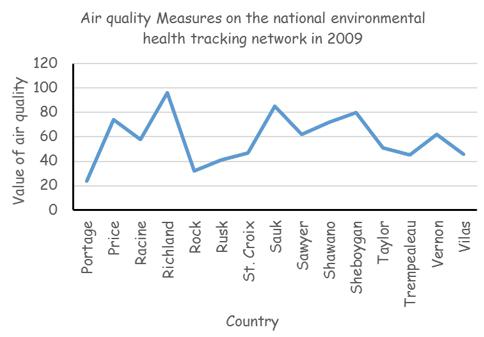 Air quality Measures on the national environmental
health tracking network in 2009
Value of air quality
120
100
80
60
40
20
0
Portage
Price
Racine
Richland
Rock
Rusk
St. Croix
Sauk
Sawyer
Shawano
Sheboygan
Taylor
Trempealeau
Vernon
Vilas
Country